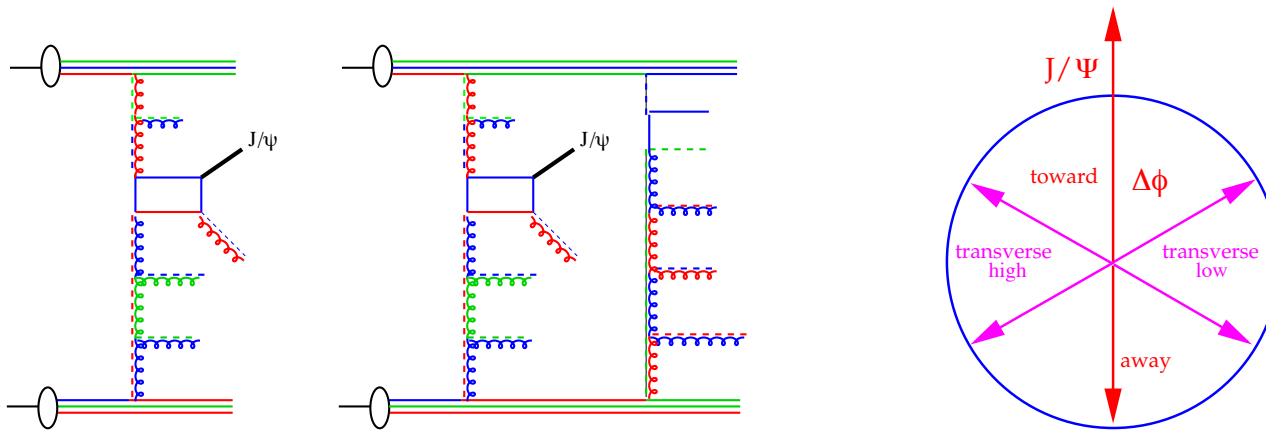 J/ψ
J/ψ
J/Ψ
toward
Δϕ
transverse
high
transverse
low
away